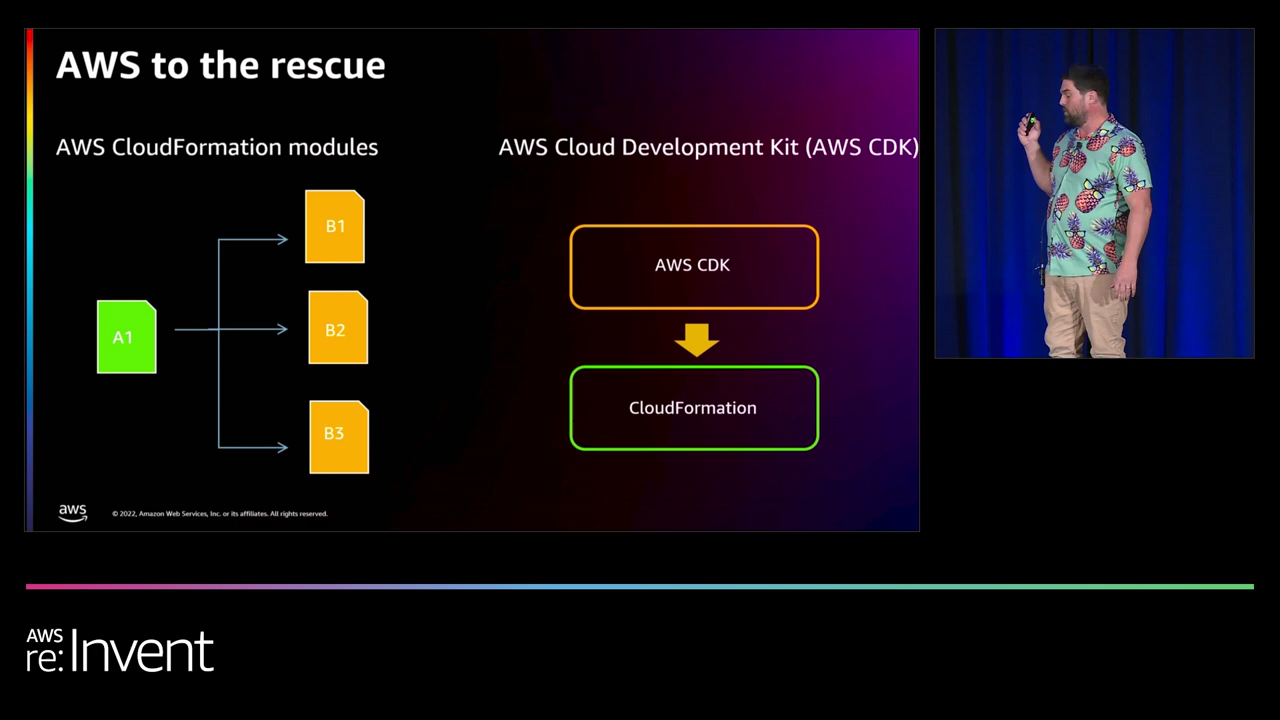 AWS to the rescue
AWS CloudFormation modules
AWS Cloud Development Kit (AWS CDK)
B1
A1
B2
B3
AWS CDK
CloudFormation
aws
© 2022, Amazon Web Services, Inc. or its affiliates. All rights reserved.
AWS
re:Invent